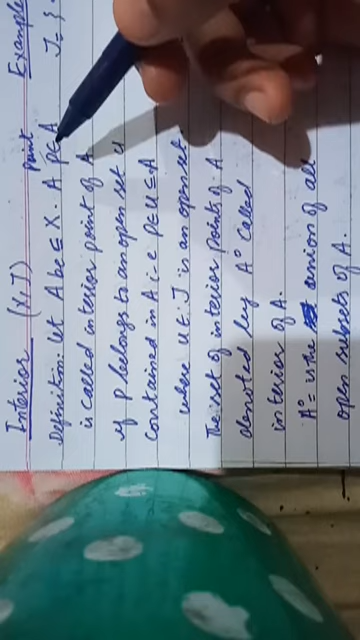 Interior (X,J) Point Example
Definition: let A be ⊆ X. A p∈A J = {
is called interior point of A
if p belongs to an open set u
contained in A i-e p∈u⊆A
where u∈J is an open set.
The set of interior points of A
denoted by A° called
interior of A.
A° = is the union of all
open subsets of A.